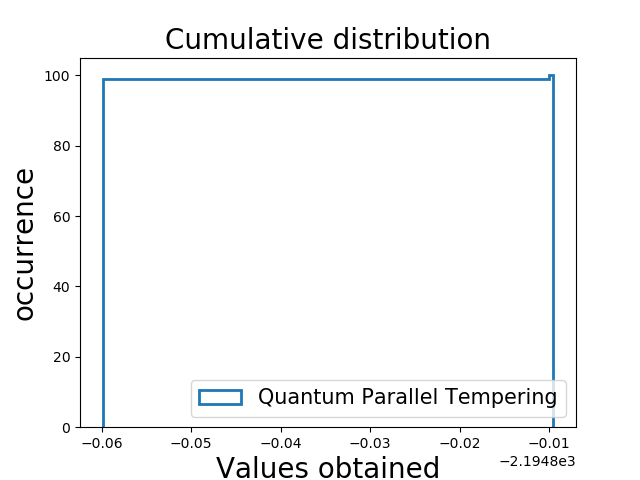 Cumulative distribution
occurrence
100
80
60
40
20
0
Quantum Parallel Tempering
−0.06 −0.05 −0.04 −0.03 −0.02 −0.01
−2.1948e3
Values obtained